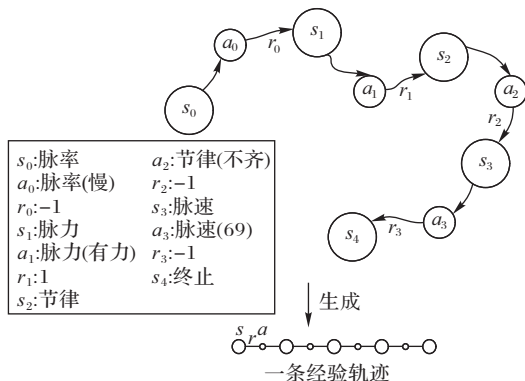 s₁
a₀
r₀
s₂
a₁
r₁
a₂
s₀
r₂
s₃
a₃
r₃
s₄
s₀:脉率
a₀:脉率(慢)
r₀:-1
s₁:脉力
a₁:脉力(有力)
r₁:1
s₂:节律
a₂:节律(不齐)
r₂:-1
s₃:脉速
a₃:脉速(69)
r₃:-1
s₄:终止
生成
s r a
一条经验轨迹